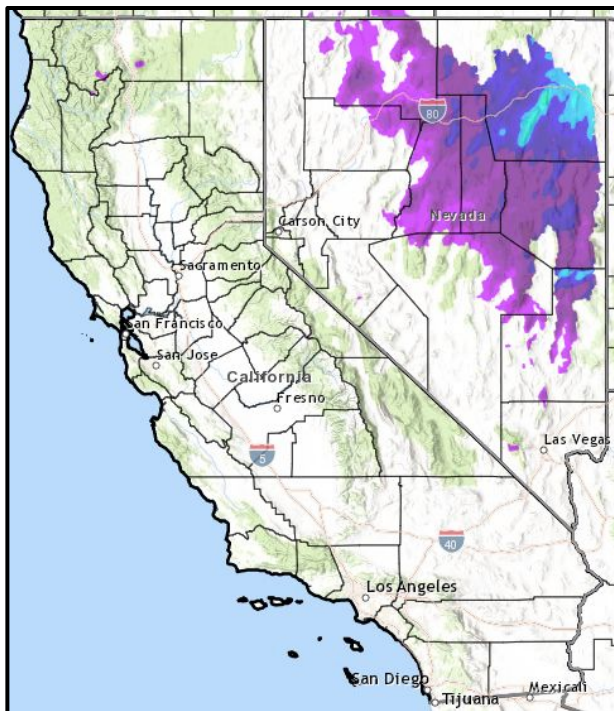 80
Nevada
Carson City
Sacramento
San Francisco
San Jose
California
Fresno
5
Las Vegas
40
Los Angeles
San Diego
Tijuana
Mexicali